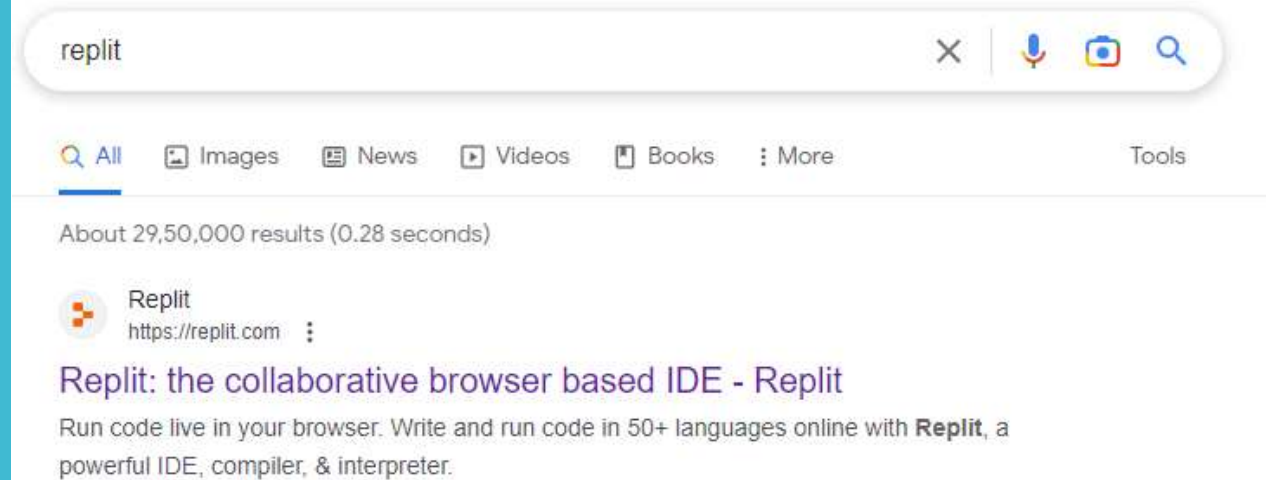 replit
All Images News Videos Books More Tools
About 29,50,000 results (0.28 seconds)
Replit
https://replit.com
Replit: the collaborative browser based IDE - Replit
Run code live in your browser. Write and run code in 50+ languages online with Replit, a
powerful IDE, compiler, & interpreter.